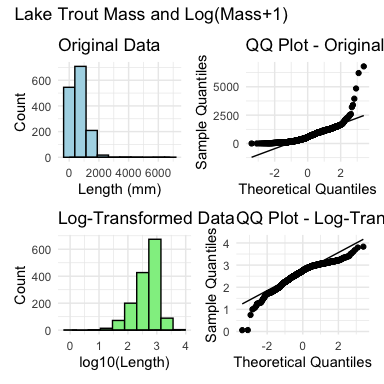 Lake Trout Mass and Log(Mass+1)
Original Data
QQ Plot - Original
Count
600
400
200
0
0 2000 4000 6000
Length (mm)
Sample Quantiles
5000
2500
0
-2 0 2
Theoretical Quantiles
Log-Transformed Data
QQ Plot - Log-Tran
Count
600
400
200
0
0 1 2 3 4
log10(Length)
Sample Quantiles
4
3
2
1
0
-2 0 2
Theoretical Quantiles